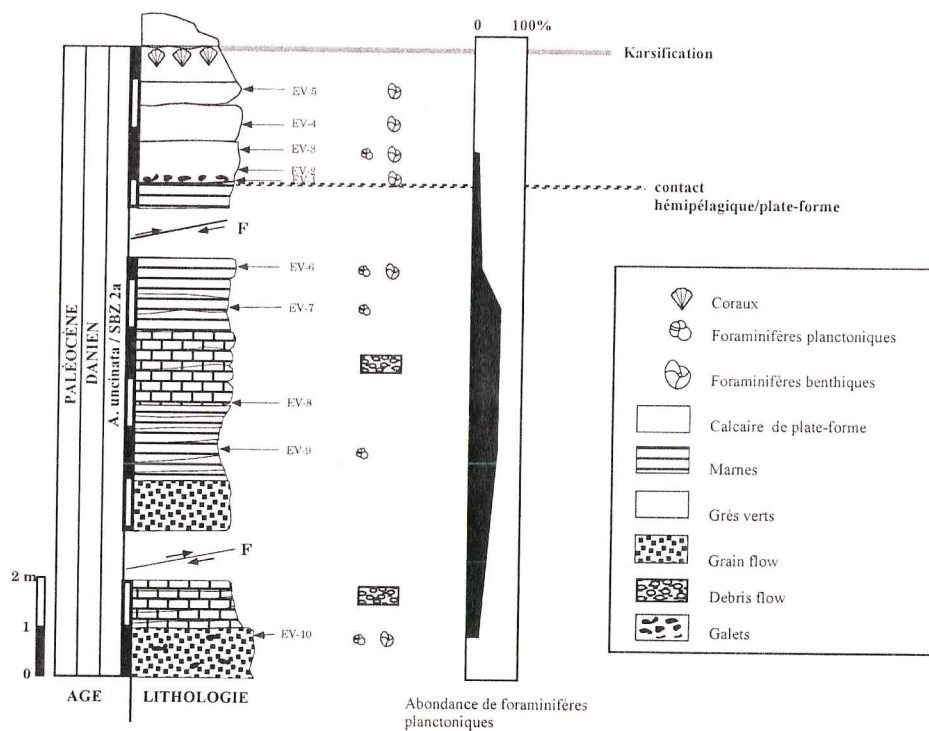 0 100%
Karsification
EV-5
EV-4
EV-3
EV-2
EV-1
contact
hémipélagique/plate-forme
F
EV-6
EV-7
EV-8
EV-9
F
EV-10
PALÉOCÈNE
DANIEN
A. uncinata / SBZ 2a
2 m
1
0
AGE LITHOLOGIE
Abondance de foraminifères
planctoniques
Coraux
Foraminifères planctoniques
Foraminifères benthiques
Calcaire de plate-forme
Marnes
Grès verts
Grain flow
Debris flow
Galets